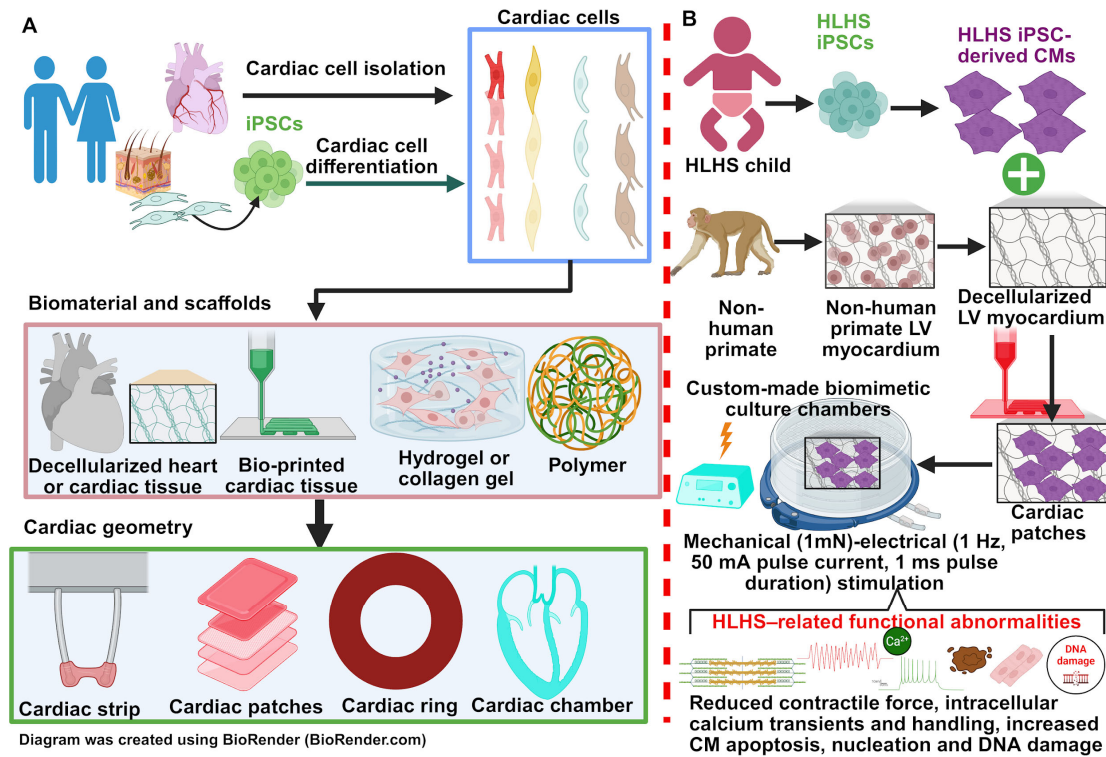 A
Cardiac cells
Cardiac cell isolation
iPSCs
Cardiac cell
differentiation
Biomaterial and scaffolds
Decellularized heart
or cardiac tissue
Bio-printed
cardiac tissue
Hydrogel or
collagen gel
Polymer
Cardiac geometry
Cardiac strip
Cardiac patches
Cardiac ring
Cardiac chamber
Diagram was created using BioRender (BioRender.com)
B
HLHS
iPSCs
HLHS iPSC-
derived CMs
HLHS child
Non-
human
primate
Non-human
primate LV
myocardium
Decellularized
LV myocardium
Custom-made biomimetic
culture chambers
Cardiac
patches
Mechanical (1mN)-electrical (1 Hz,
50 mA pulse current, 1 ms pulse
duration) stimulation
HLHS–related functional abnormalities
Ca²⁺
DNA
damage
Reduced contractile force, intracellular
calcium transients and handling, increased
CM apoptosis, nucleation and DNA damage